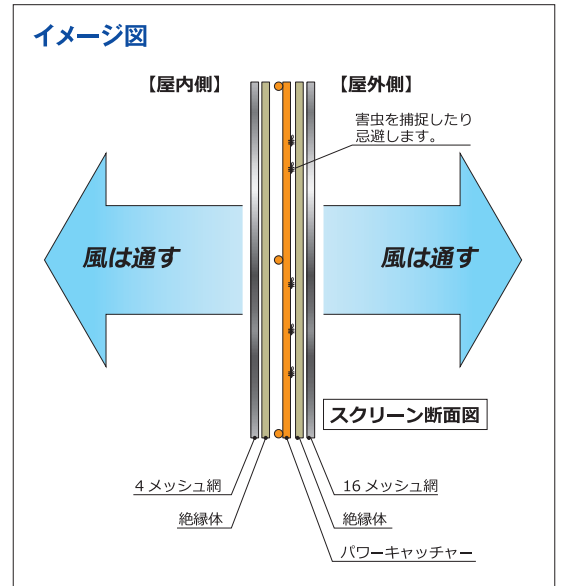 イメージ図
【屋内側】
【屋外側】
害虫を捕捉したり
忌避します。
風は通す
風は通す
スクリーン断面図
4メッシュ網
16メッシュ網
絶縁体
絶縁体
パワーキャッチャー